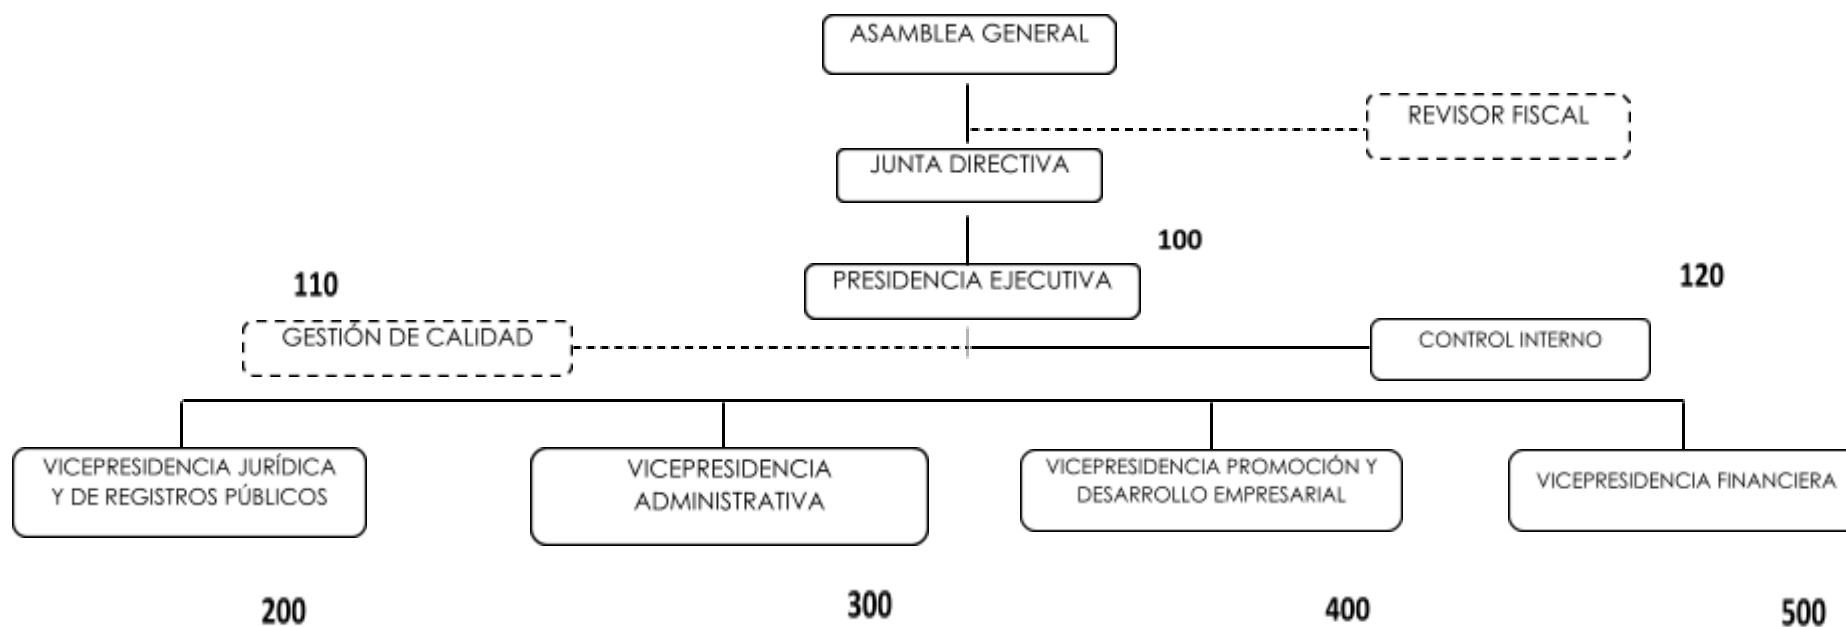 ASAMBLEA GENERAL
REVISOR FISCAL
JUNTA DIRECTIVA
100
PRESIDENCIA EJECUTIVA
110
120
GESTIÓN DE CALIDAD
CONTROL INTERNO
VICEPRESIDENCIA JURÍDICA
Y DE REGISTROS PÚBLICOS
VICEPRESIDENCIA
ADMINISTRATIVA
VICEPRESIDENCIA PROMOCIÓN Y
DESARROLLO EMPRESARIAL
VICEPRESIDENCIA FINANCIERA
200
300
400
500